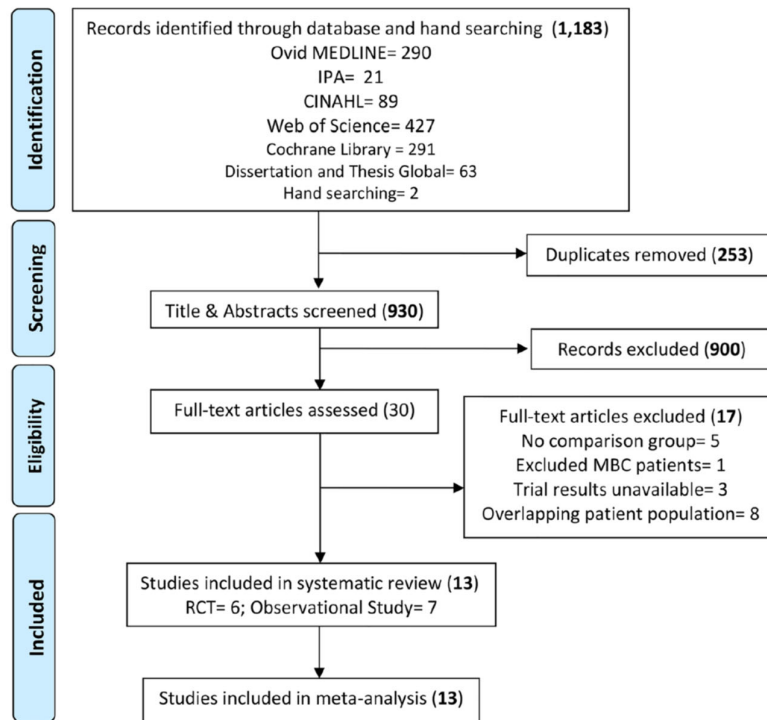 Identification
Records identified through database and hand searching (1,183)
Ovid MEDLINE= 290
IPA= 21
CINAHL= 89
Web of Science= 427
Cochrane Library = 291
Dissertation and Thesis Global= 63
Hand searching= 2
Screening
Duplicates removed (253)
Title & Abstracts screened (930)
Records excluded (900)
Eligibility
Full-text articles assessed (30)
Full-text articles excluded (17)
No comparison group= 5
Excluded MBC patients= 1
Trial results unavailable= 3
Overlapping patient population= 8
Included
Studies included in systematic review (13)
RCT= 6; Observational Study= 7
Studies included in meta-analysis (13)